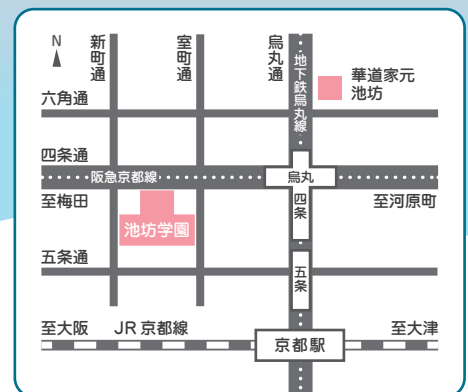 N
新町通
室町通
烏丸通
地下鉄烏丸線
華道家元
池坊
六角通
四条通
阪急京都線
烏丸
至梅田
四条
至河原町
池坊学園
五条通
五条
至大阪
JR京都線
至大津
京都駅